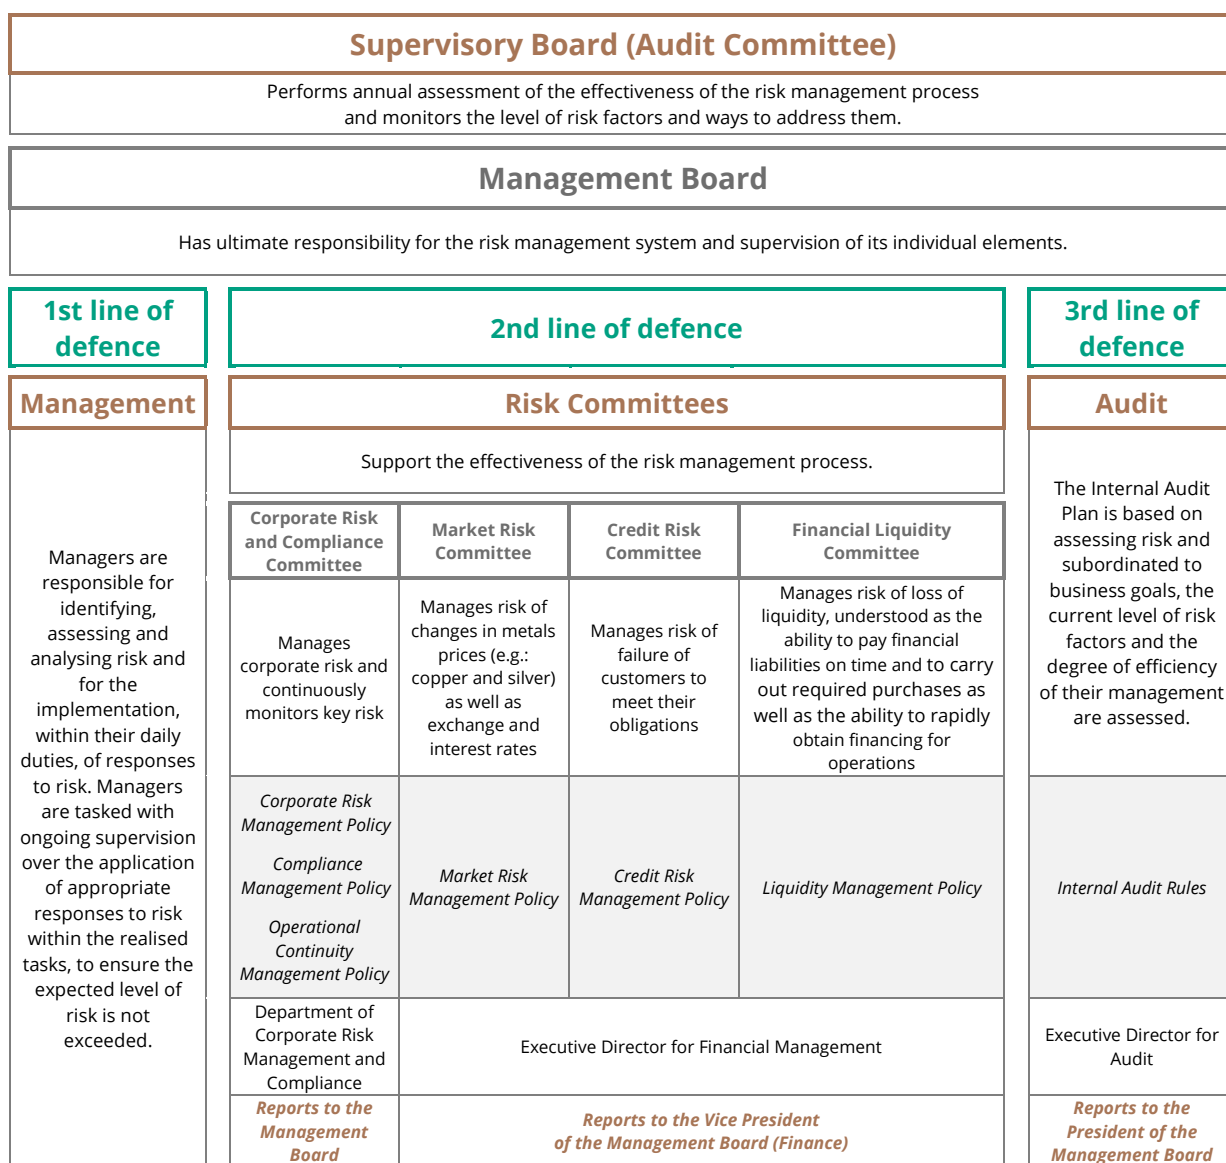 Supervisory Board (Audit Committee)
Performs annual assessment of the effectiveness of the risk management process
and monitors the level of risk factors and ways to address them.
Management Board
Has ultimate responsibility for the risk management system and supervision of its individual elements.
1st line of
defence
2nd line of defence
3rd line of
defence
Management
Risk Committees
Audit
Managers are
responsible for
identifying,
assessing and
analysing risk and
for the
implementation,
within their daily
duties, of responses
to risk. Managers
are tasked with
ongoing supervision
over the application
of appropriate
responses to risk
within the realised
tasks, to ensure the
expected level of
risk is not
exceeded.
Support the effectiveness of the risk management process.
Corporate Risk
and Compliance
Committee
Market Risk
Committee
Credit Risk
Committee
Financial Liquidity
Committee
Manages
corporate risk and
continuously
monitors key risk
Manages risk of
changes in metals
prices (e.g.:
copper and silver)
as well as
exchange and
interest rates
Manages risk of
failure of
customers to
meet their
obligations
Manages risk of loss of
liquidity, understood as the
ability to pay financial
liabilities on time and to carry
out required purchases as
well as the ability to rapidly
obtain financing for
operations
Corporate Risk
Management Policy
Compliance
Management Policy
Operational
Continuity
Management Policy
Market Risk
Management Policy
Credit Risk
Management Policy
Liquidity Management Policy
Department of
Corporate Risk
Management and
Compliance
Executive Director for Financial Management
Reports to the
Management
Board
Reports to the Vice President
of the Management Board (Finance)
The Internal Audit
Plan is based on
assessing risk and
subordinated to
business goals, the
current level of risk
factors and the
degree of efficiency
of their management
are assessed.
Internal Audit Rules
Executive Director for
Audit
Reports to the
President of the
Management Board